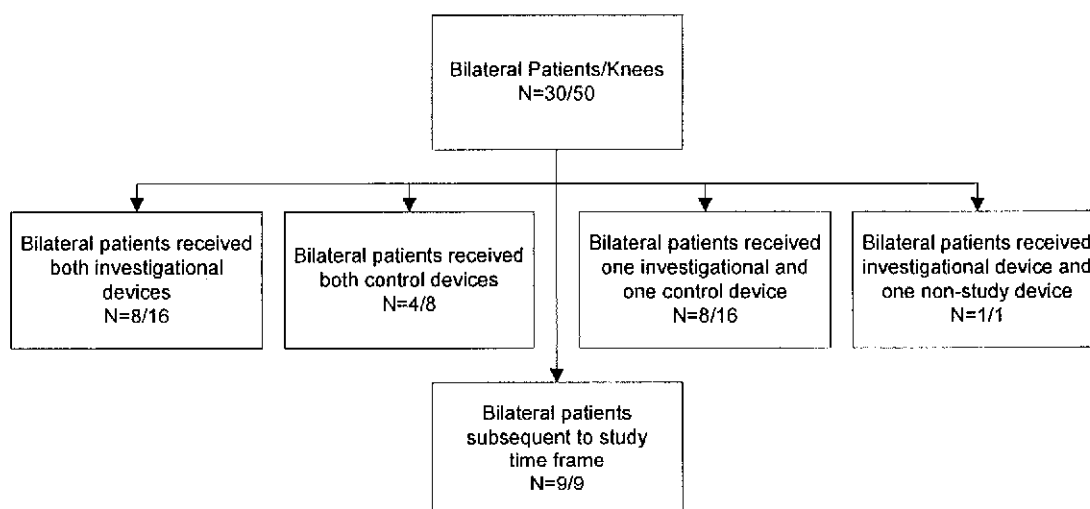 Bilateral Patients/Knees
N=30/50
Bilateral patients received
both investigational
devices
N=8/16
Bilateral patients received
both control devices
N=4/8
Bilateral patients received
one investigational and
one control device
N=8/16
Bilateral patients received
investigational device and
one non-study device
N=1/1
Bilateral patients
subsequent to study
time frame
N=9/9